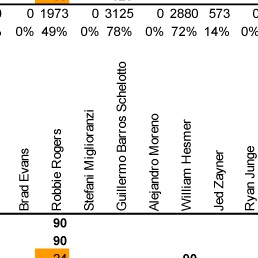 0 1973 0 3125 0 2880 573 0
0% 49% 0% 78% 0% 72% 14% 0%
Brad Evans
Robbie Rogers
Stefani Miglioranzi
Guillermo Barros Schelotto
Alejandro Moreno
William Hesmer
Jed Zayner
Ryan Junge
90
90